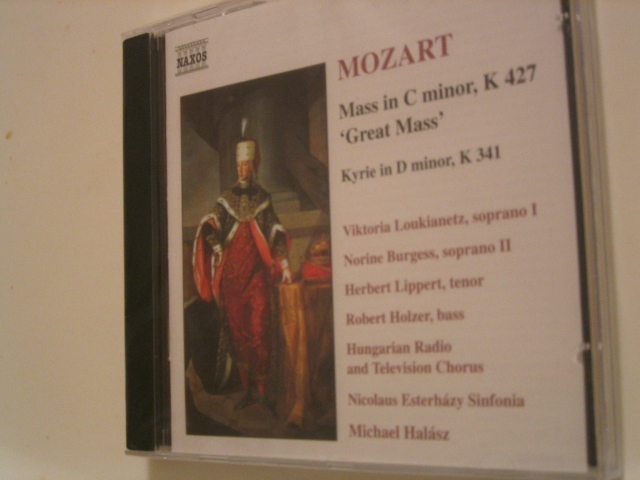 NAXOS
MOZART
Mass in C minor, K 427
‘Great Mass’
Kyrie in D minor, K 341
Viktoria Loukianetz, soprano I
Norine Burgess, soprano II
Herbert Lippert, tenor
Robert Holzer, bass
Hungarian Radio
and Television Chorus
Nicolaus Esterházy Sinfonia
Michael Halász